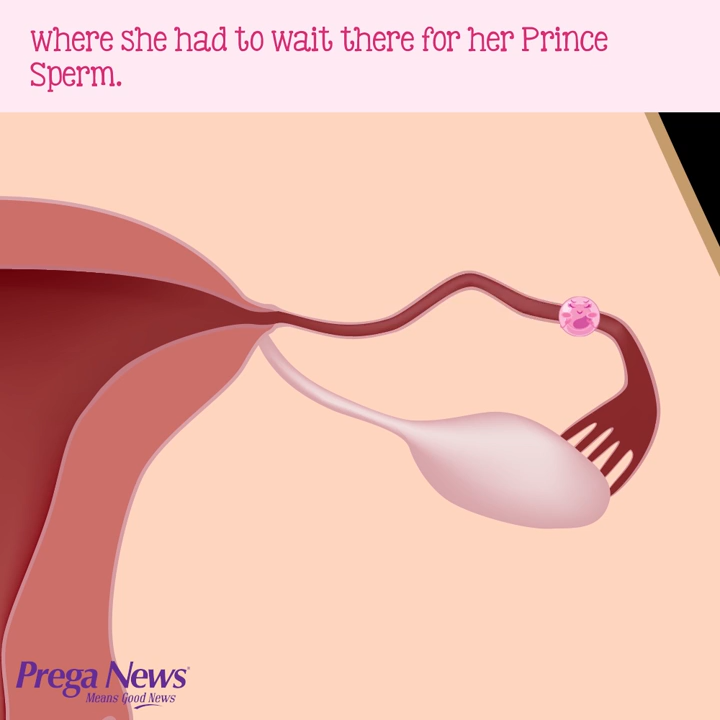 where she had to wait there for her Prince
Sperm.
Prega News
Means Good News